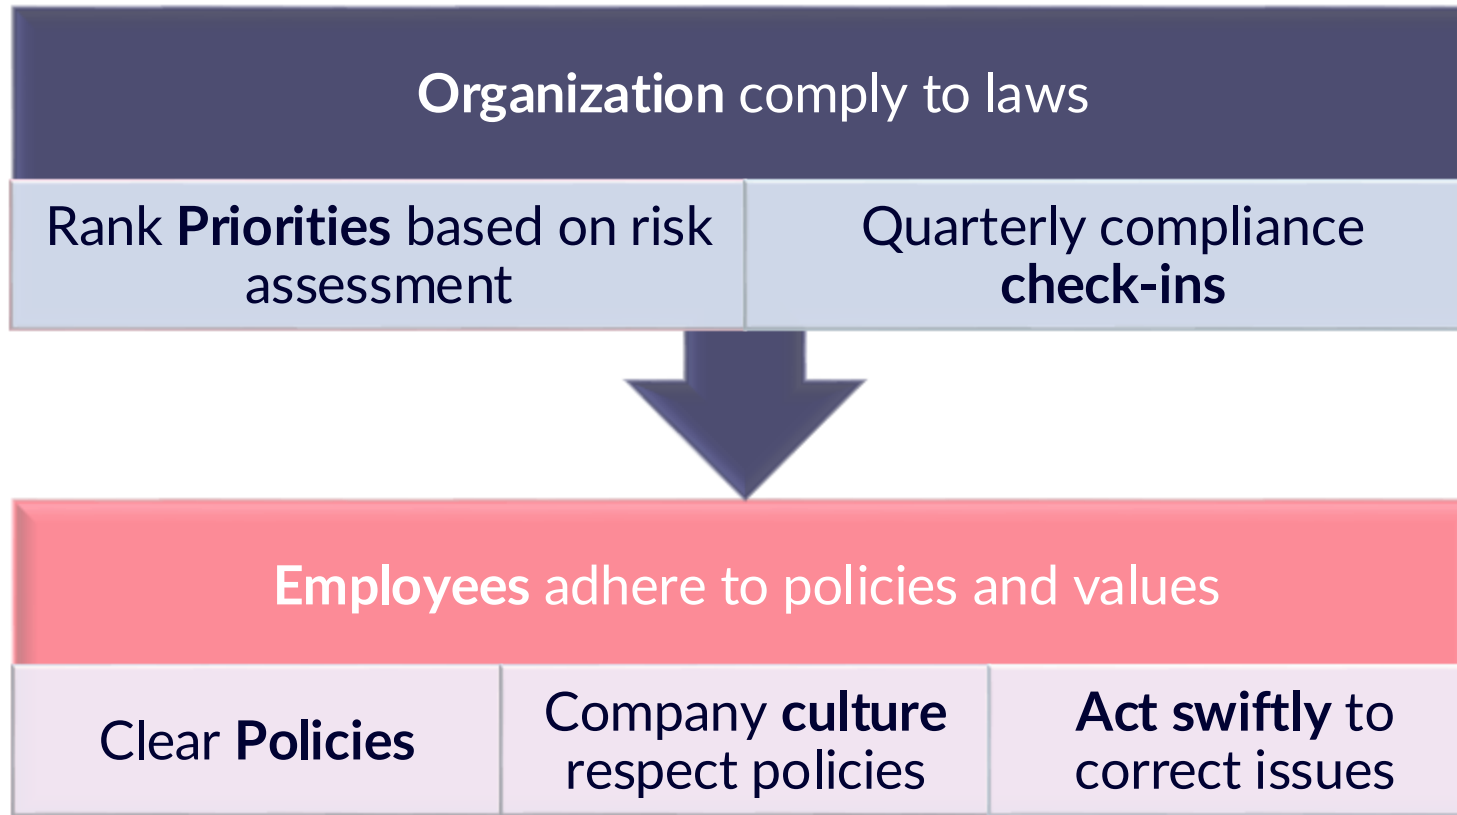 Organization comply to laws
Rank Priorities based on risk
assessment
Quarterly compliance
check-ins
Employees adhere to policies and values
Clear Policies
Company culture
respect policies
Act swiftly to
correct issues